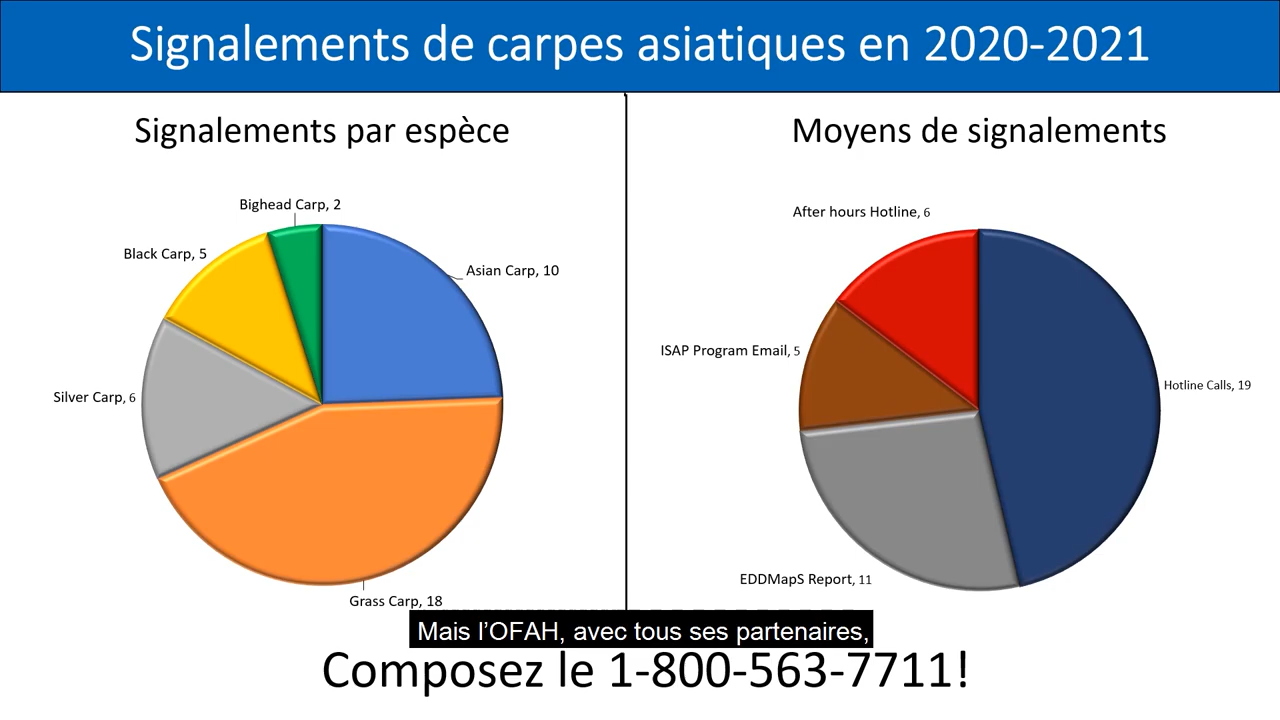 Signalements de carpes asiatiques en 2020-2021
Signalements par espèce
Bighead Carp, 2
Black Carp, 5
Asian Carp, 10
Silver Carp, 6
Grass Carp, 18
Moyens de signalements
After hours Hotline, 6
ISAP Program Email, 5
Hotline Calls, 19
EDDMapS Report, 11
Mais l’OFAH, avec tous ses partenaires,
Composez le 1-800-563-7711!